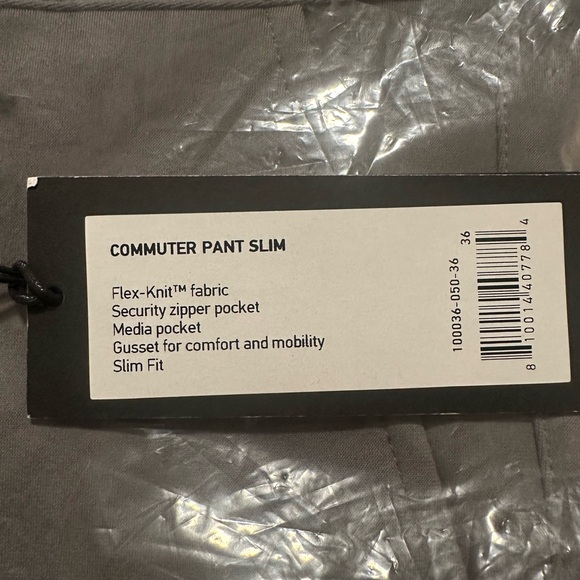 COMMUTER PANT SLIM
Flex-Knit™ fabric
Security zipper pocket
Media pocket
Gusset for comfort and mobility
Slim Fit
100036-050-36
36
8 10014 40778 4